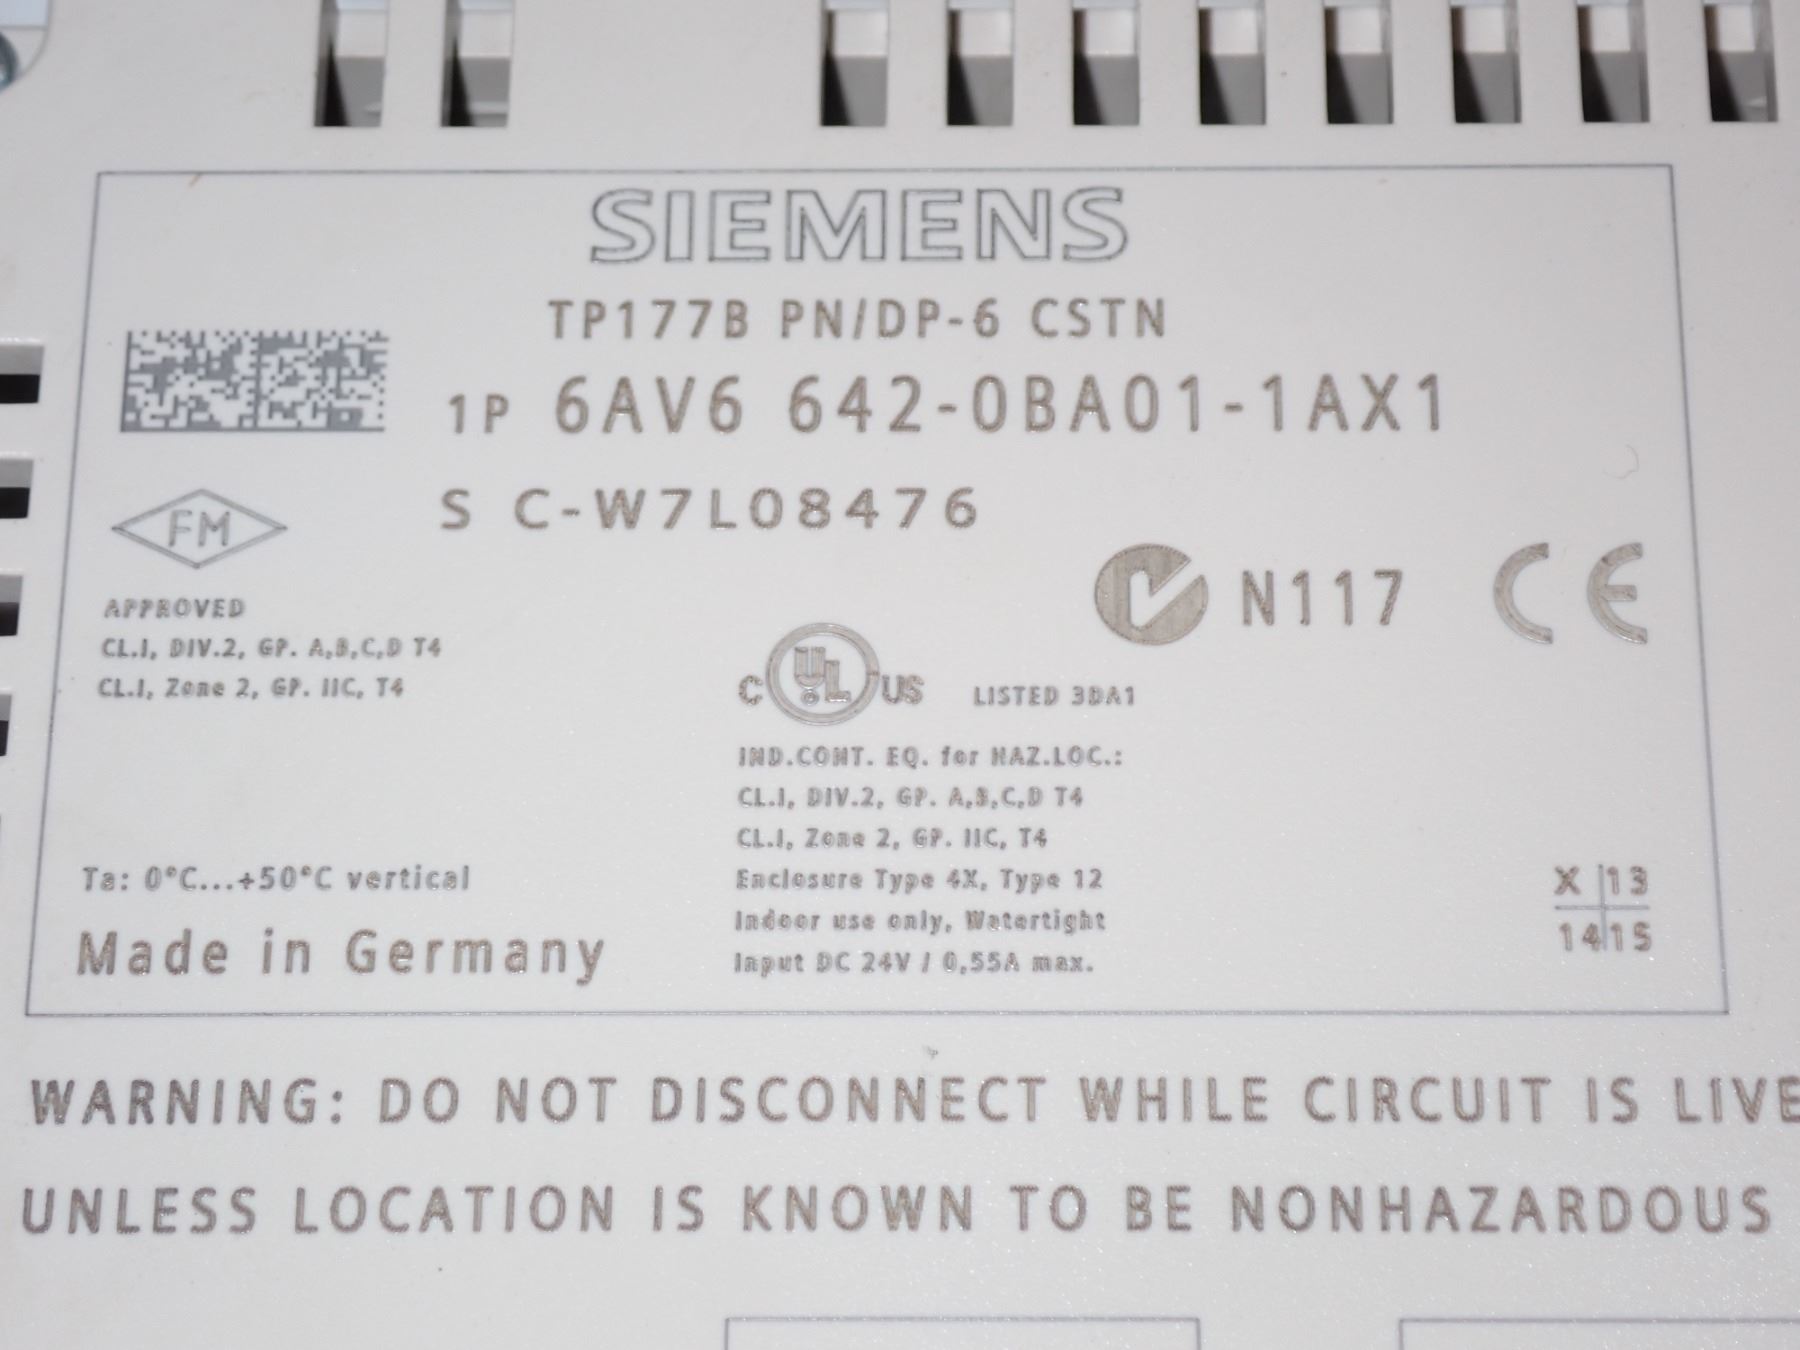 SIEMENS
TP177B PN/DP-6 CSTN
1P 6AV6 642-0BA01-1AX1
S C-W7L08476
FM
APPROVED
CL.I, DIV.2, GP. A,B,C,D T4
CL.I, Zone 2, GP. IIC, T4
N117 CE
C UL US LISTED 3DA1
IND.CONT. EQ. for HAZ.LOC.:
CL.I, DIV.2, GP. A,B,C,D T4
CL.I, Zone 2, GP. IIC, T4
Enclosure Type 4X, Type 12
Indoor use only, Watertight
Input DC 24V / 0,55A max.
Ta: 0°C...+50°C vertical
Made in Germany
X 13
14 15
WARNING: DO NOT DISCONNECT WHILE CIRCUIT IS LIVE
UNLESS LOCATION IS KNOWN TO BE NONHAZARDOUS